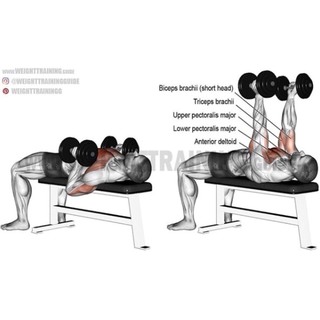 www.WEIGHTTRAINING.com
@WEIGHTTRAININGGUIDE
WEIGHTTRAINING
Biceps brachii (short head)
Triceps brachii
Upper pectoralis major
Lower pectoralis major
Anterior deltoid